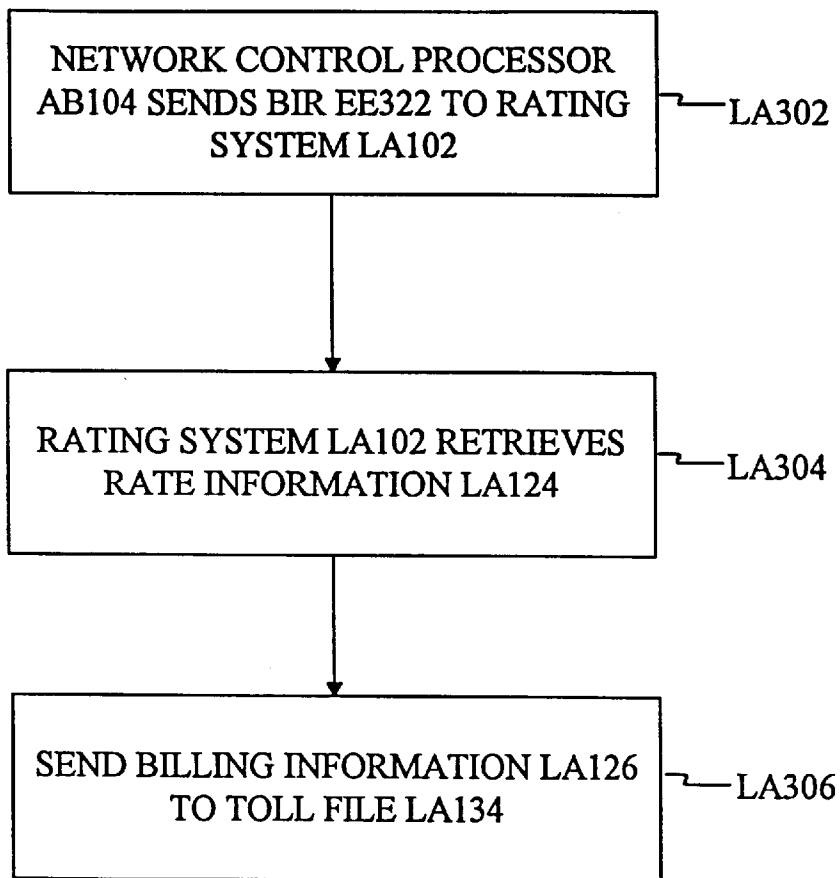 NETWORK CONTROL PROCESSOR
AB104 SENDS BIR EE322 TO RATING
SYSTEM LA102
LA302
RATING SYSTEM LA102 RETRIEVES
RATE INFORMATION LA124
LA304
SEND BILLING INFORMATION LA126
TO TOLL FILE LA134
LA306